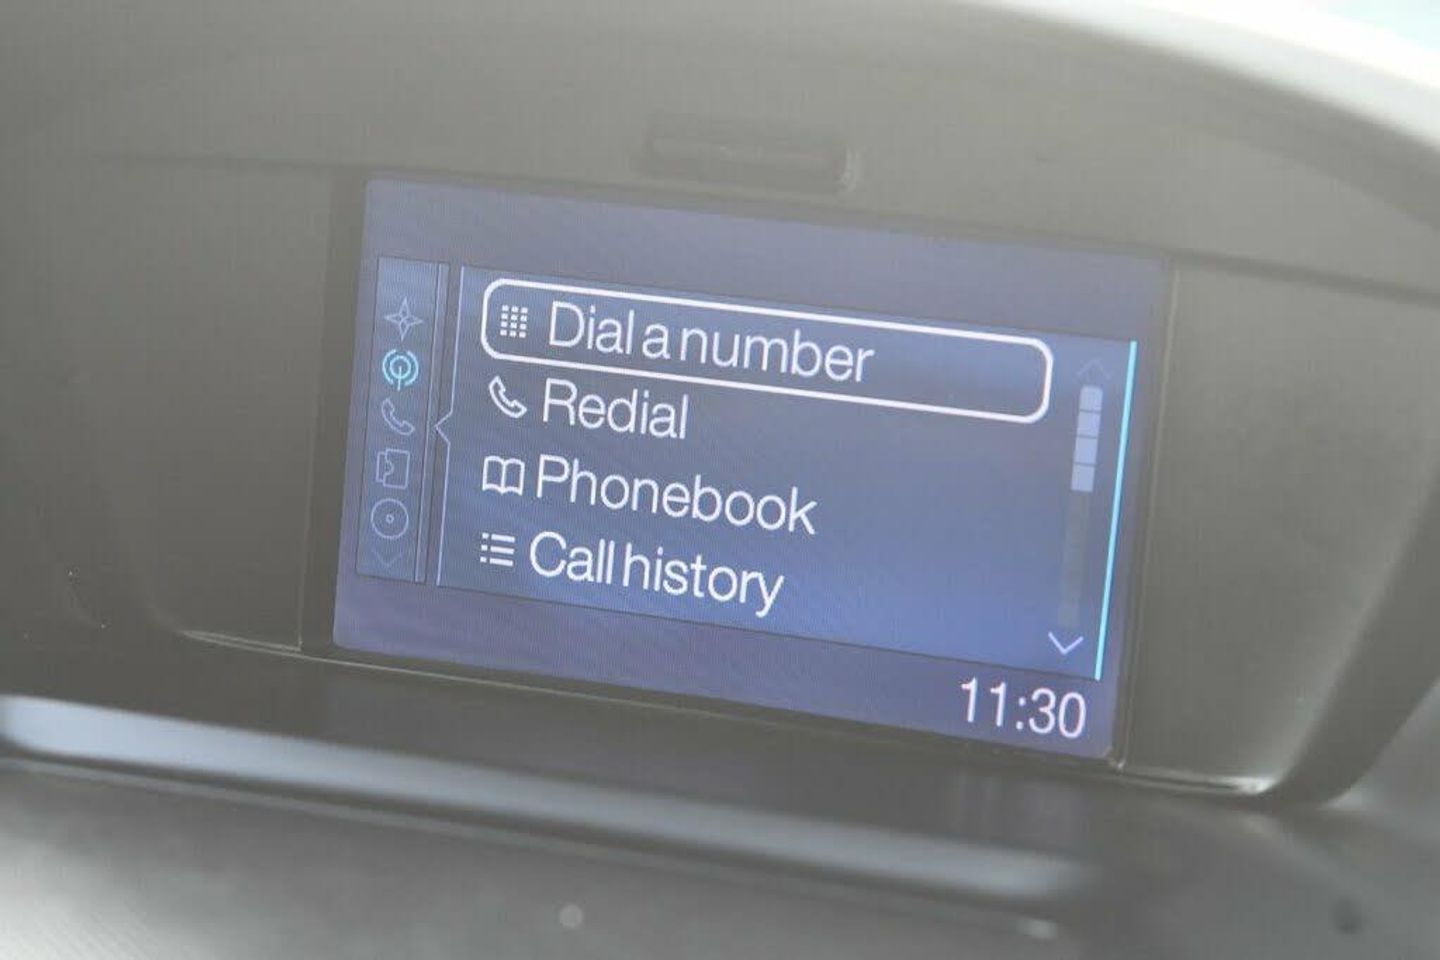 Dial a number
Redial
Phonebook
Call history
11:30